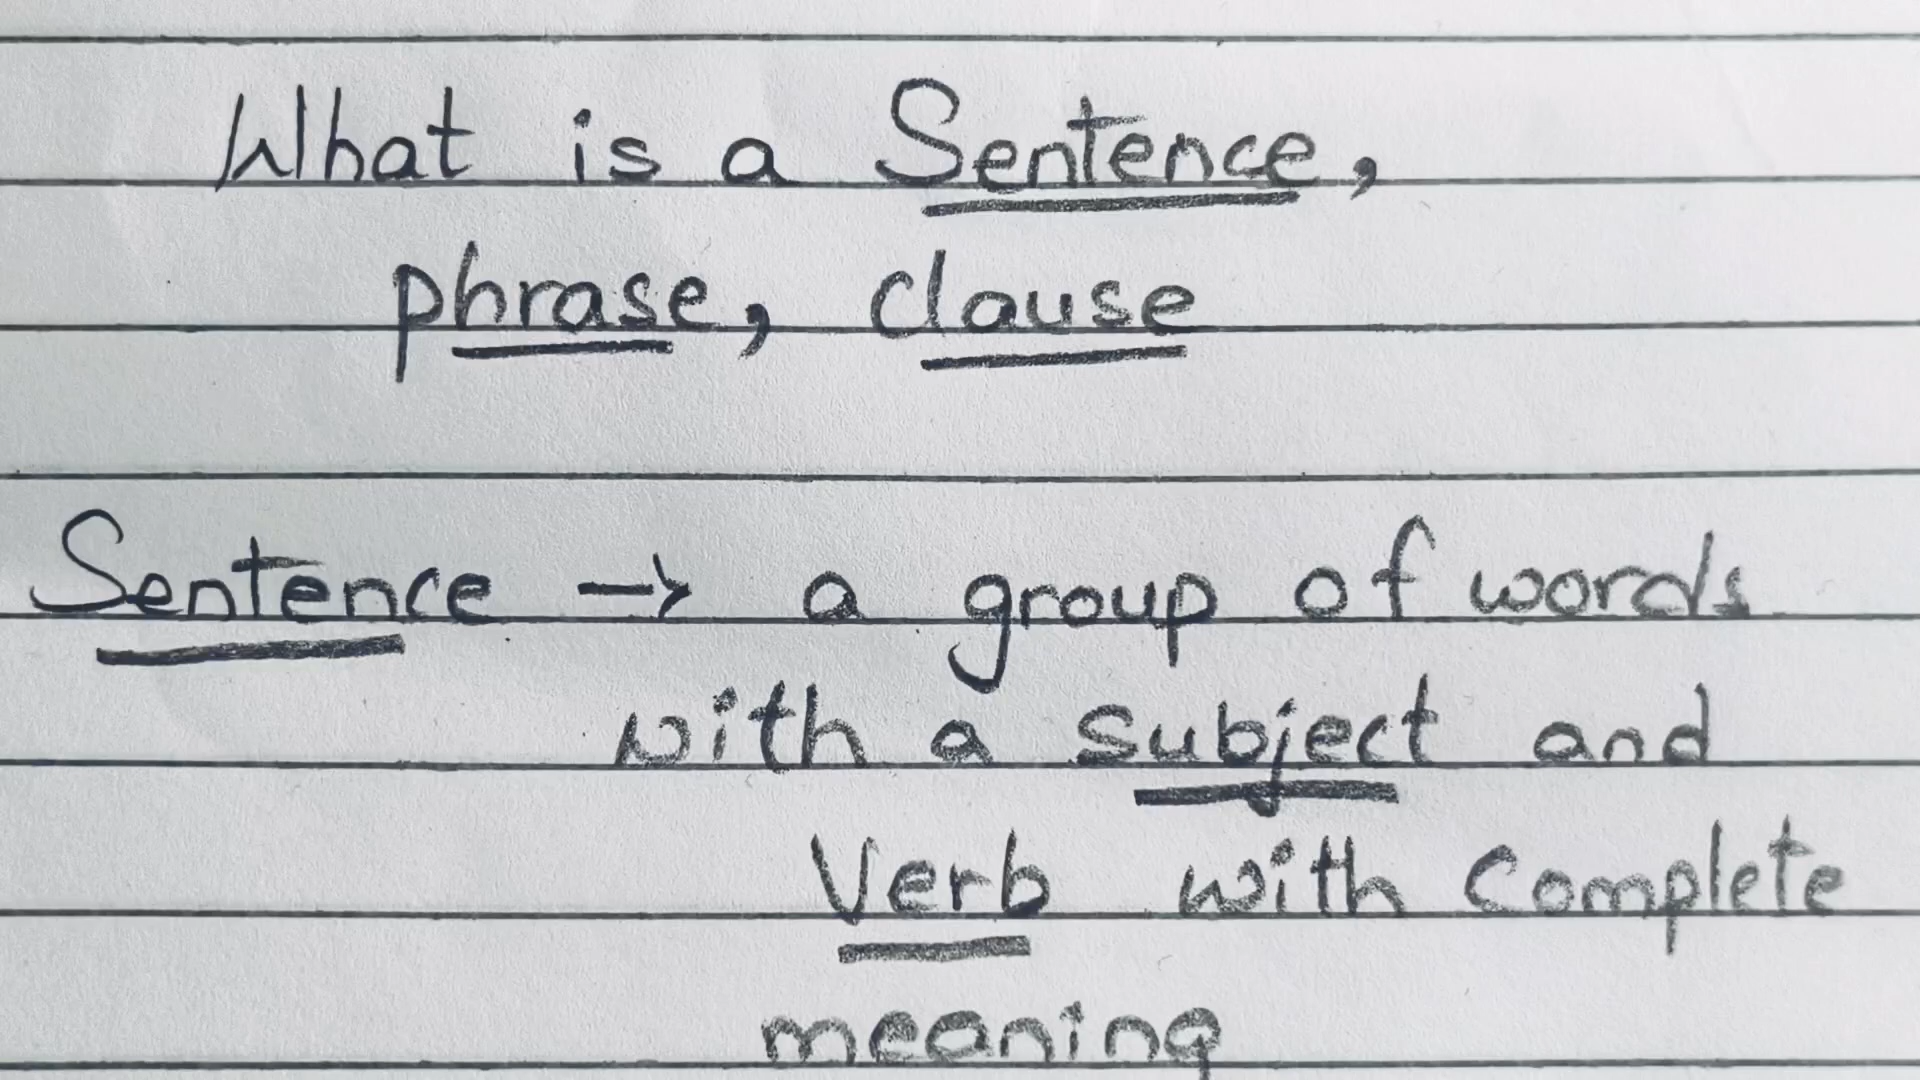 What is a Sentence,
phrase, clause
Sentence → a group of words
with a subject and
Verb with Complete
meaning